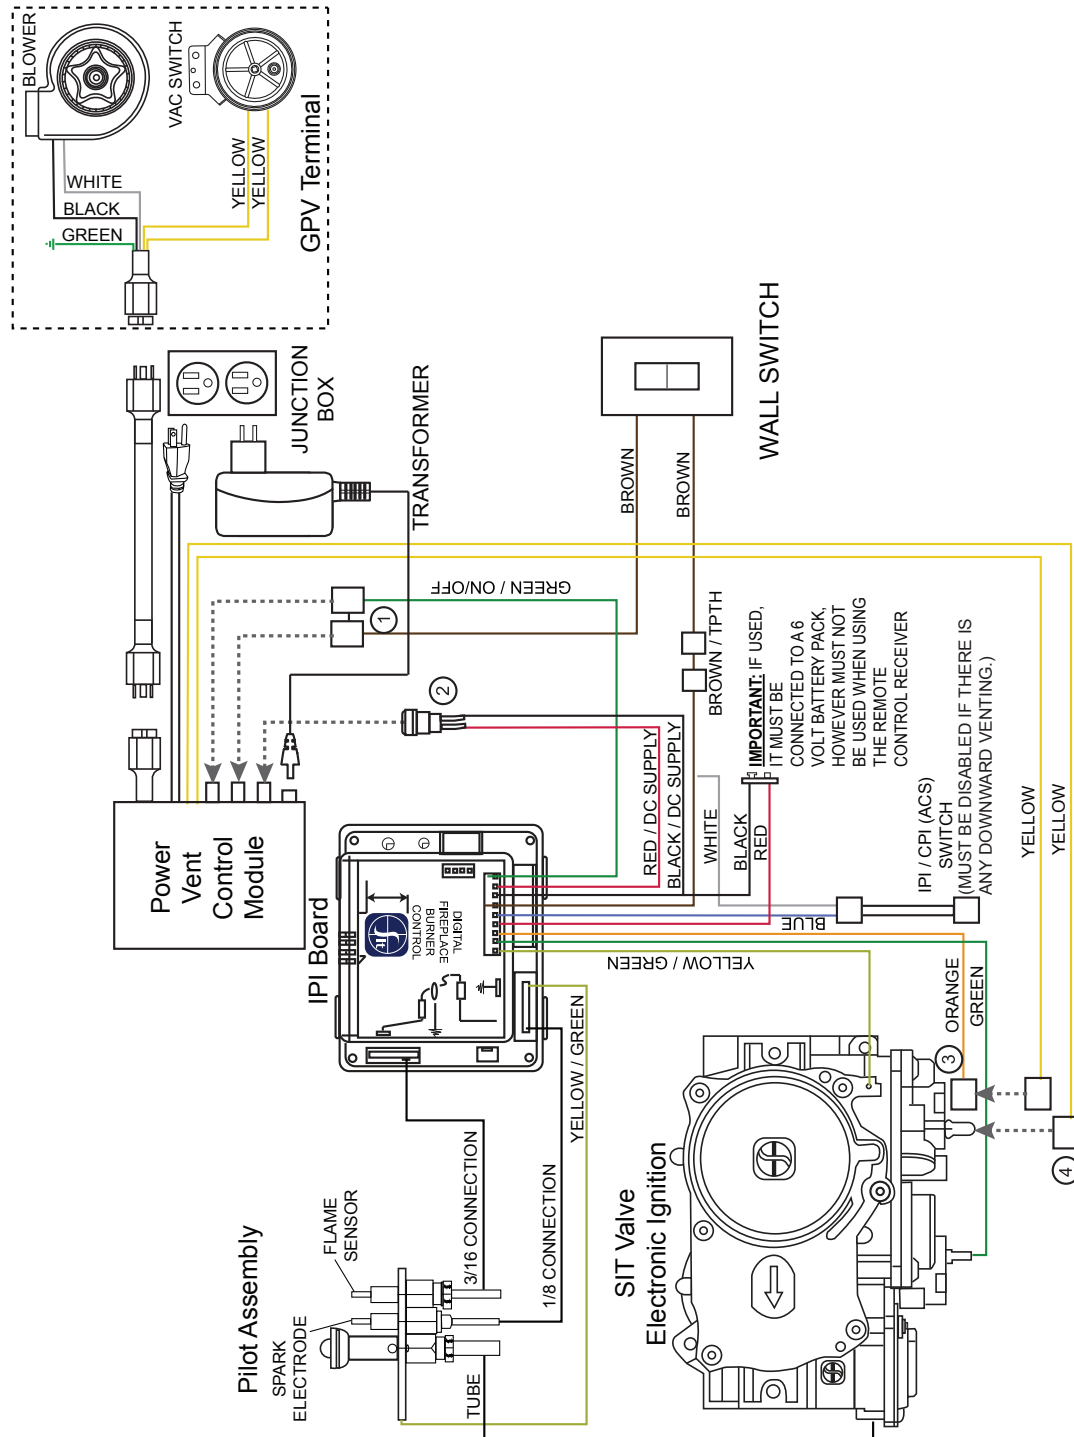 BLOWER
VAC SWITCH
WHITE
BLACK
GREEN
YELLOW
YELLOW
GPV Terminal
JUNCTION
BOX
TRANSFORMER
Power
Vent
Control
Module
WALL SWITCH
BROWN
BROWN
GREEN / ON/OFF
1
2
BROWN / TPTH
IMPORTANT: IF USED,
IT MUST BE
CONNECTED TO A 6
VOLT BATTERY PACK,
HOWEVER MUST NOT
BE USED WHEN USING
THE REMOTE
CONTROL RECEIVER
RED / DC SUPPLY
BLACK / DC SUPPLY
WHITE
BLACK
RED
BLUE
IPI / CPI (ACS)
SWITCH
(MUST BE DISABLED IF THERE IS
ANY DOWNWARD VENTING.)
YELLOW
YELLOW
IPI Board
DIGITAL
FIREPLACE
BURNER
CONTROL
YELLOW / GREEN
YELLOW / GREEN
ORANGE
GREEN
3
4
Pilot Assembly
FLAME
SENSOR
SPARK
ELECTRODE
3/16 CONNECTION
1/8 CONNECTION
TUBE
SIT Valve
Electronic Ignition